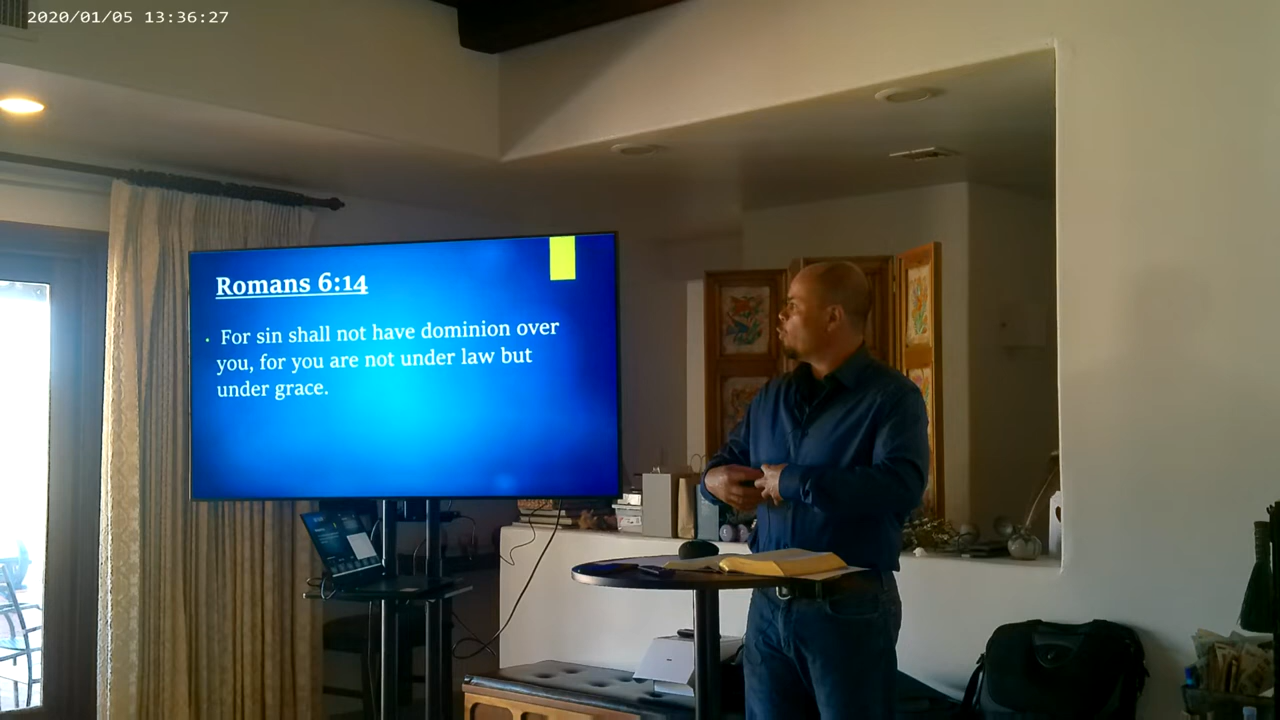 2020/01/05 13:36:27
Romans 6:14
· For sin shall not have dominion over
you, for you are not under law but
under grace.